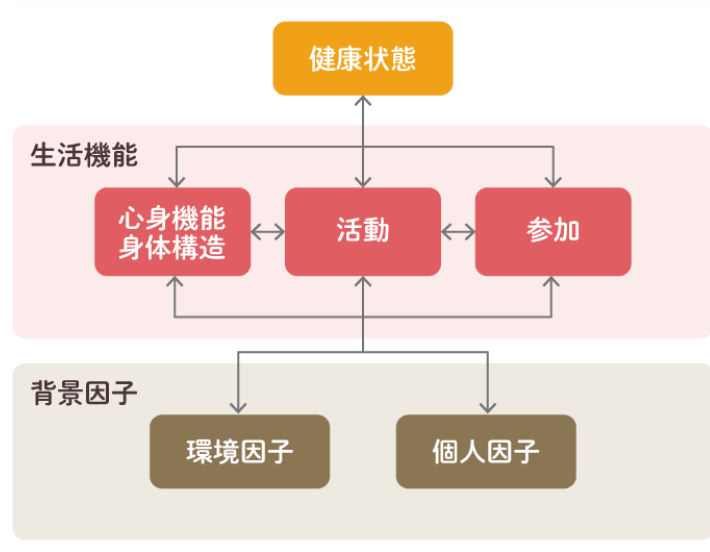 健康状態
生活機能
心身機能
身体構造
活動
参加
背景因子
環境因子
個人因子